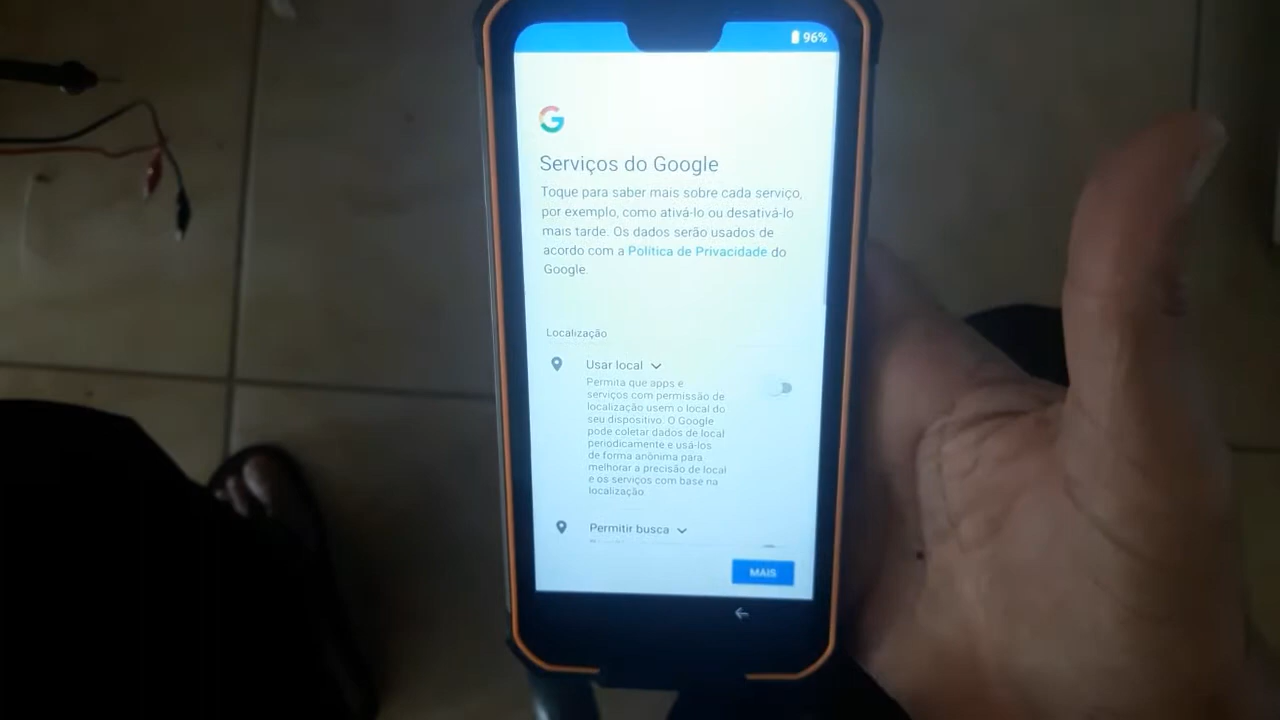 96%
G
Serviços do Google
Toque para saber mais sobre cada serviço,
por exemplo, como ativá-lo ou desativá-lo
mais tarde. Os dados serão usados de
acordo com a Política de Privacidade do
Google.
Localização
Usar local
Permita que apps e
serviços com permissão de
localização usem o local do
seu dispositivo. O Google
pode coletar dados de local
periodicamente e usá-los
de forma anônima para
melhorar a precisão de local
e os serviços com base na
localização
Permitir busca
MAIS